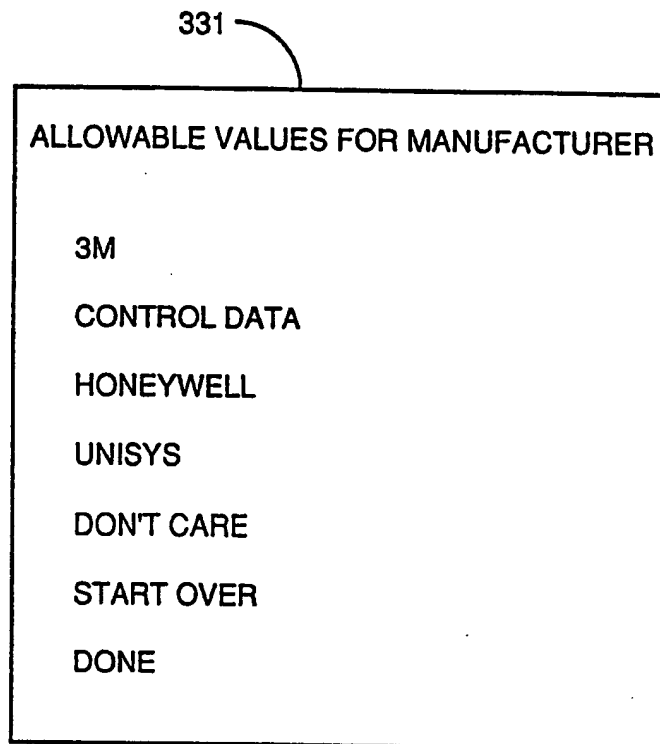 331
ALLOWABLE VALUES FOR MANUFACTURER
3M
CONTROL DATA
HONEYWELL
UNISYS
DON'T CARE
START OVER
DONE